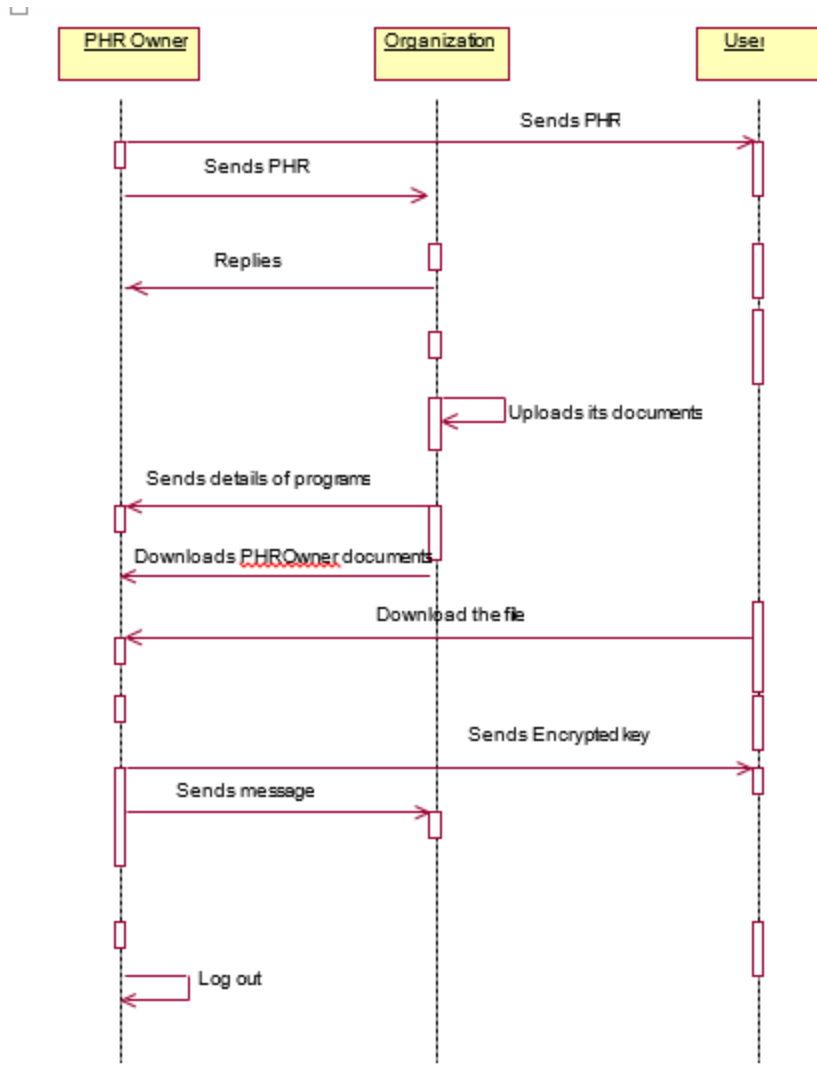 PHR Owner
Organization
User
Sends PHR
Sends PHR
Replies
Uploads its documents
Sends details of programs
Downloads PHROwner documents
Download the file
Sends Encrypted key
Sends message
Log out